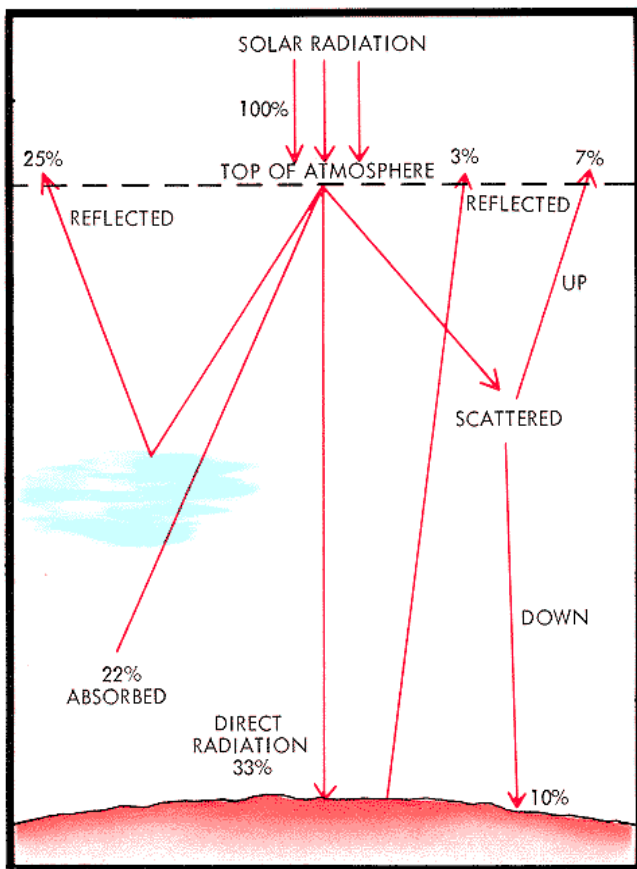 SOLAR RADIATION
100%
25%
TOP OF ATMOSPHERE
3%
7%
REFLECTED
REFLECTED
UP
SCATTERED
DOWN
22%
ABSORBED
DIRECT
RADIATION
33%
10%